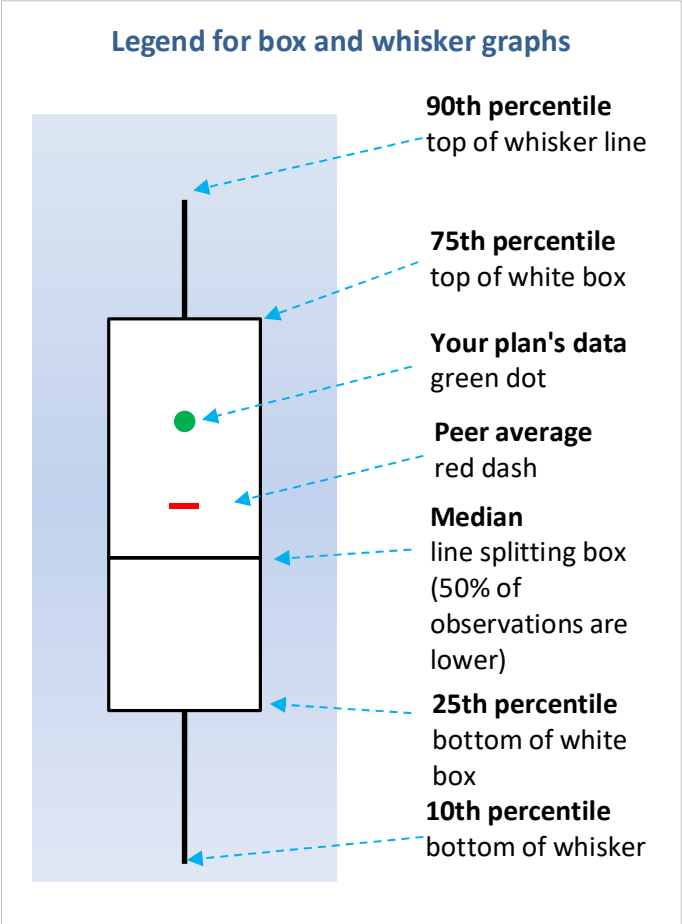 Legend for box and whisker graphs
90th percentile
top of whisker line
75th percentile
top of white box
Your plan's data
green dot
Peer average
red dash
Median
line splitting box
(50% of
observations are
lower)
25th percentile
bottom of white
box
10th percentile
bottom of whisker